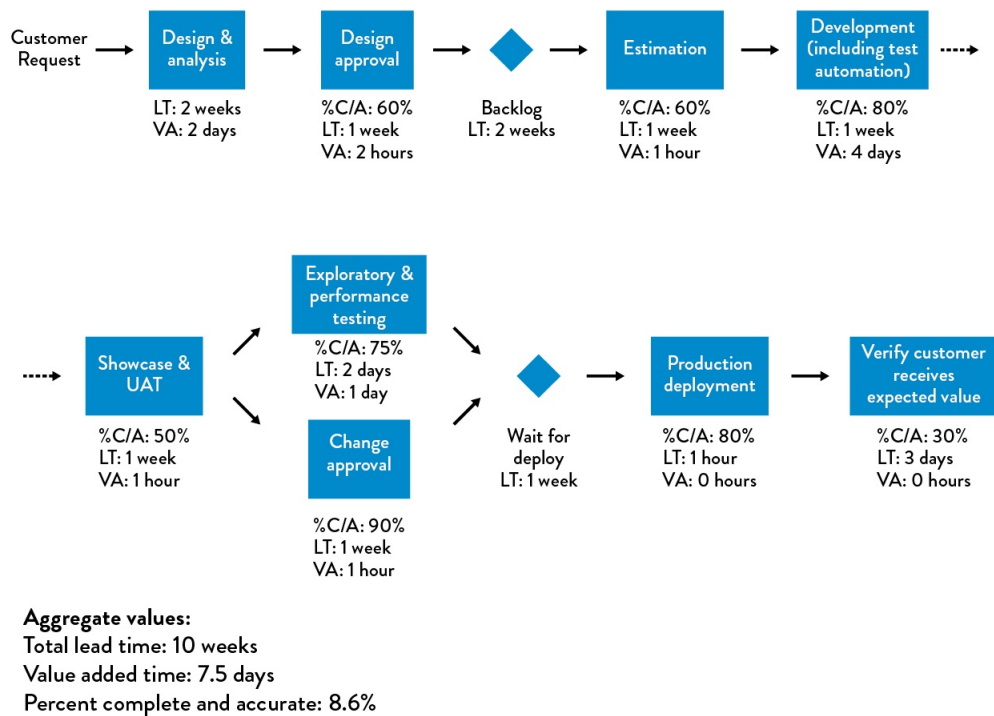 Customer
Request
Design &
analysis
LT: 2 weeks
VA: 2 days
Design
approval
%C/A: 60%
LT: 1 week
VA: 2 hours
Backlog
LT: 2 weeks
Estimation
%C/A: 60%
LT: 1 week
VA: 1 hour
Development
(including test
automation)
%C/A: 80%
LT: 1 week
VA: 4 days
Showcase &
UAT
%C/A: 50%
LT: 1 week
VA: 1 hour
Exploratory &
performance
testing
%C/A: 75%
LT: 2 days
VA: 1 day
Change
approval
%C/A: 90%
LT: 1 week
VA: 1 hour
Wait for
deploy
LT: 1 week
Production
deployment
%C/A: 80%
LT: 1 hour
VA: 0 hours
Verify customer
receives
expected value
%C/A: 30%
LT: 3 days
VA: 0 hours
Aggregate values:
Total lead time: 10 weeks
Value added time: 7.5 days
Percent complete and accurate: 8.6%